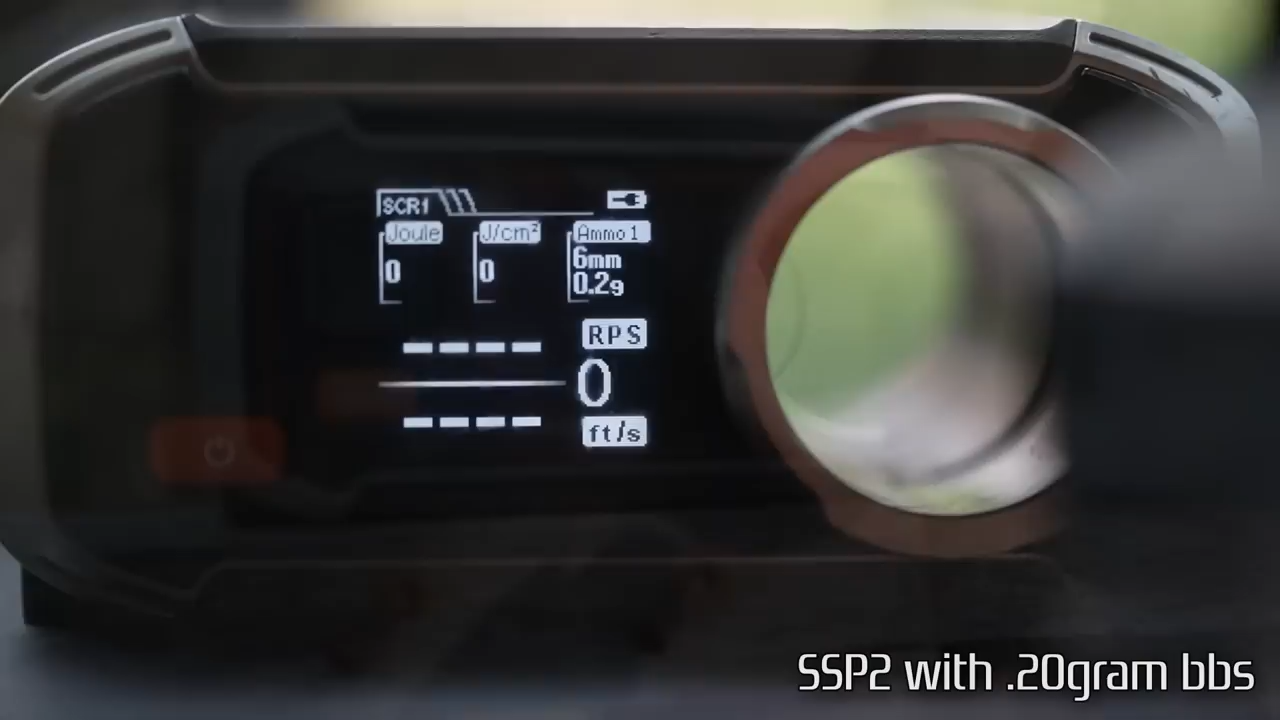 SCR1
Joule J/cm² Ammo 1
0 0 6mm
0.2g
RPS
---- 0
---- ft/s
SSP2 with .20gram bbs